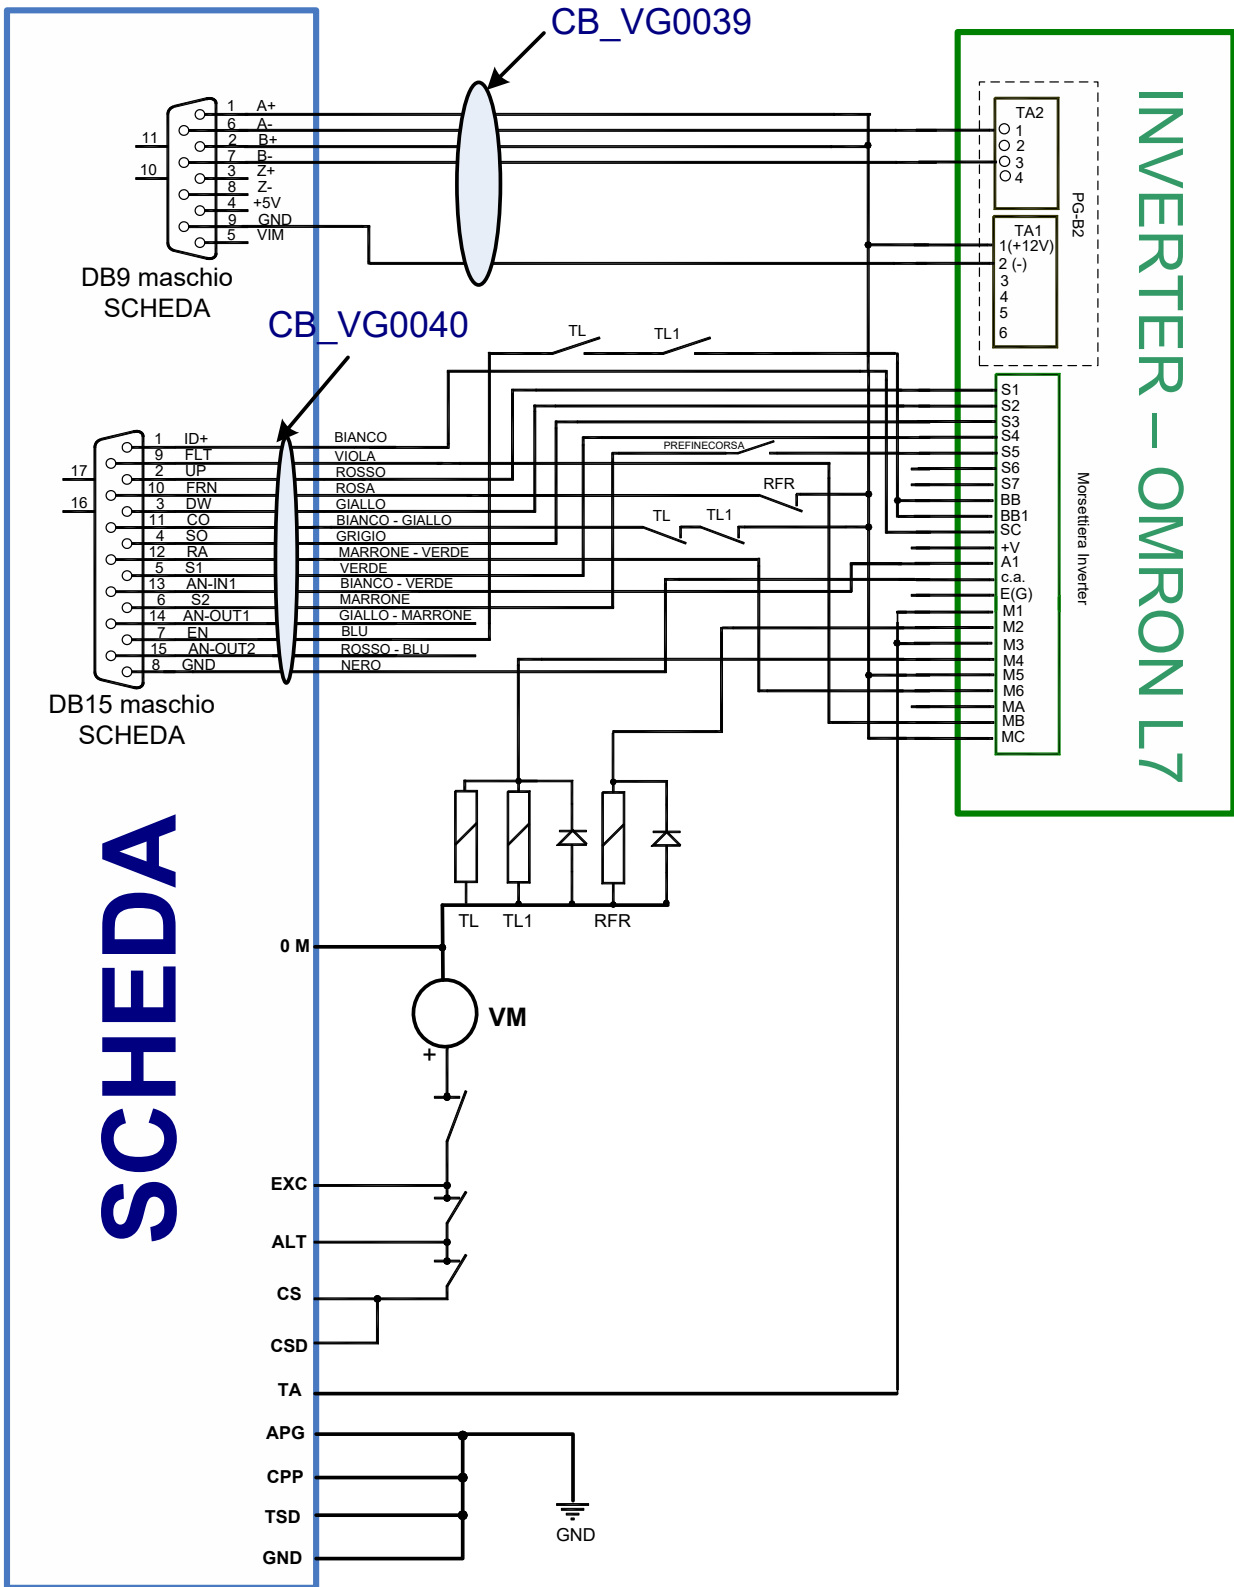 CB_VG0039
1 A+
6 A-
2 B+
7 B-
3 Z+
8 Z-
4 +5V
9 GND
5 VIM
11
10
DB9 maschio
SCHEDA
TA2
1
2
3
4
PG-B2
TA1
1(+12V)
2 (-)
3
4
5
6
INVERTER – OMRON L7
CB_VG0040
TL
TL1
1 ID+ BIANCO
9 FLT VIOLA
2 UP ROSSO
10 FRN ROSA
3 DW GIALLO
11 CO BIANCO - GIALLO
4 SO GRIGIO
12 RA MARRONE - VERDE
5 S1 VERDE
13 AN-IN1 BIANCO - VERDE
6 S2 MARRONE
14 AN-OUT1 GIALLO - MARRONE
7 EN BLU
15 AN-OUT2 ROSSO - BLU
8 GND NERO
17
16
DB15 maschio
SCHEDA
PREFINECORSA
RFR
TL
TL1
S1
S2
S3
S4
S5
S6
S7
BB
BB1
SC
+V
A1
c.a.
E(G)
M1
M2
M3
M4
M5
M6
MA
MB
MC
Morsettiera Inverter
SCHEDA
TL
TL1
RFR
0 M
VM
+
EXC
ALT
CS
CSD
TA
APG
CPP
TSD
GND
GND